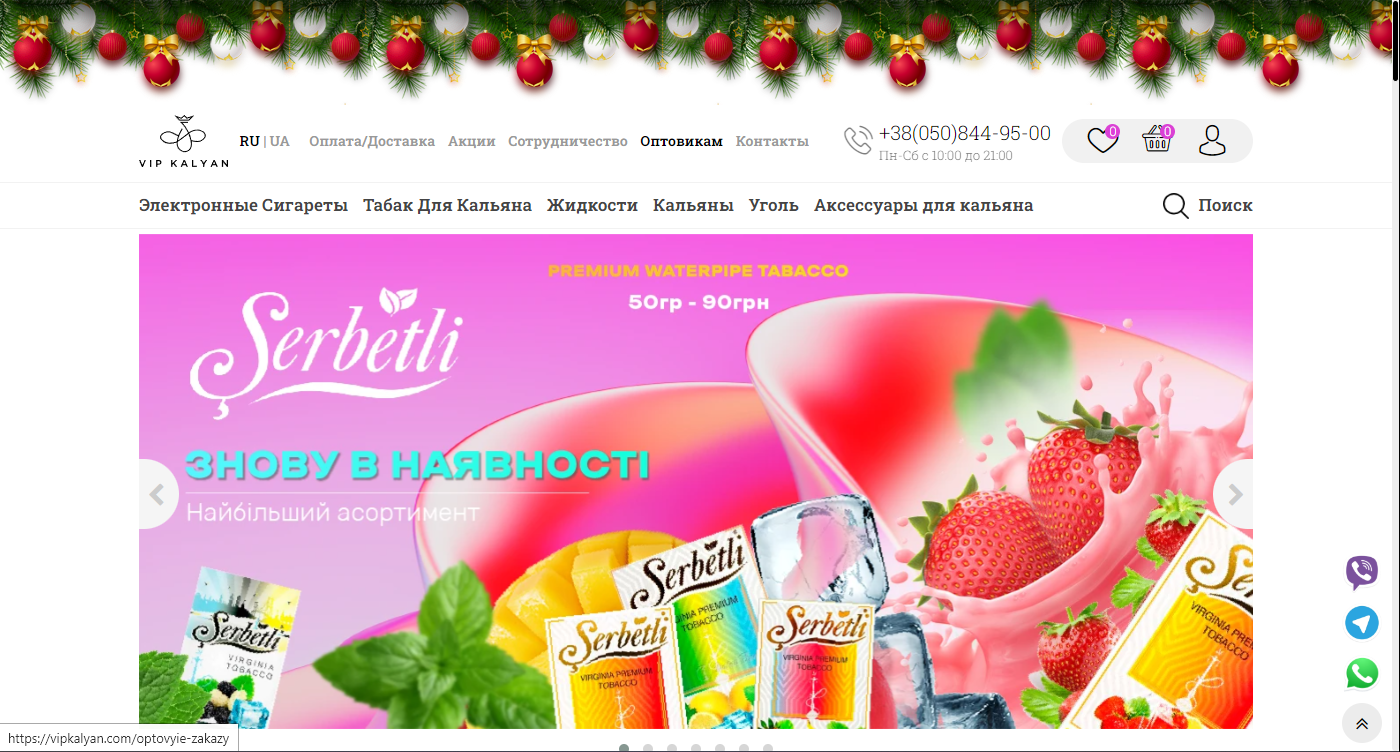 VIP KALYAN
RU | UA
Оплата/Доставка Акции Сотрудничество Оптовикам Контакты
+38(050)844-95-00
Пн-Сб с 10:00 до 21:00
0
0
Электронные Сигареты Табак Для Кальяна Жидкости Кальяны Уголь Аксессуары для кальяна
Поиск
PREMIUM WATERPIPE TABACCO
50гр - 90грн
Şerbetli
ЗНОВУ В НАЯВНОСТІ
Найбільший асортимент
Şerbetli
VIRGINIA
TOBACCO
Şerbetli
VIRGINIA PREMIUM
TOBACCO
Şerbetli
PREMIUM
TOBACCO
Şerbetli
VIRGINIA PREMIUM
TOBACCO
VIRGINIA
TOBACCO
https://vipkalyan.com/optovyie-zakazy